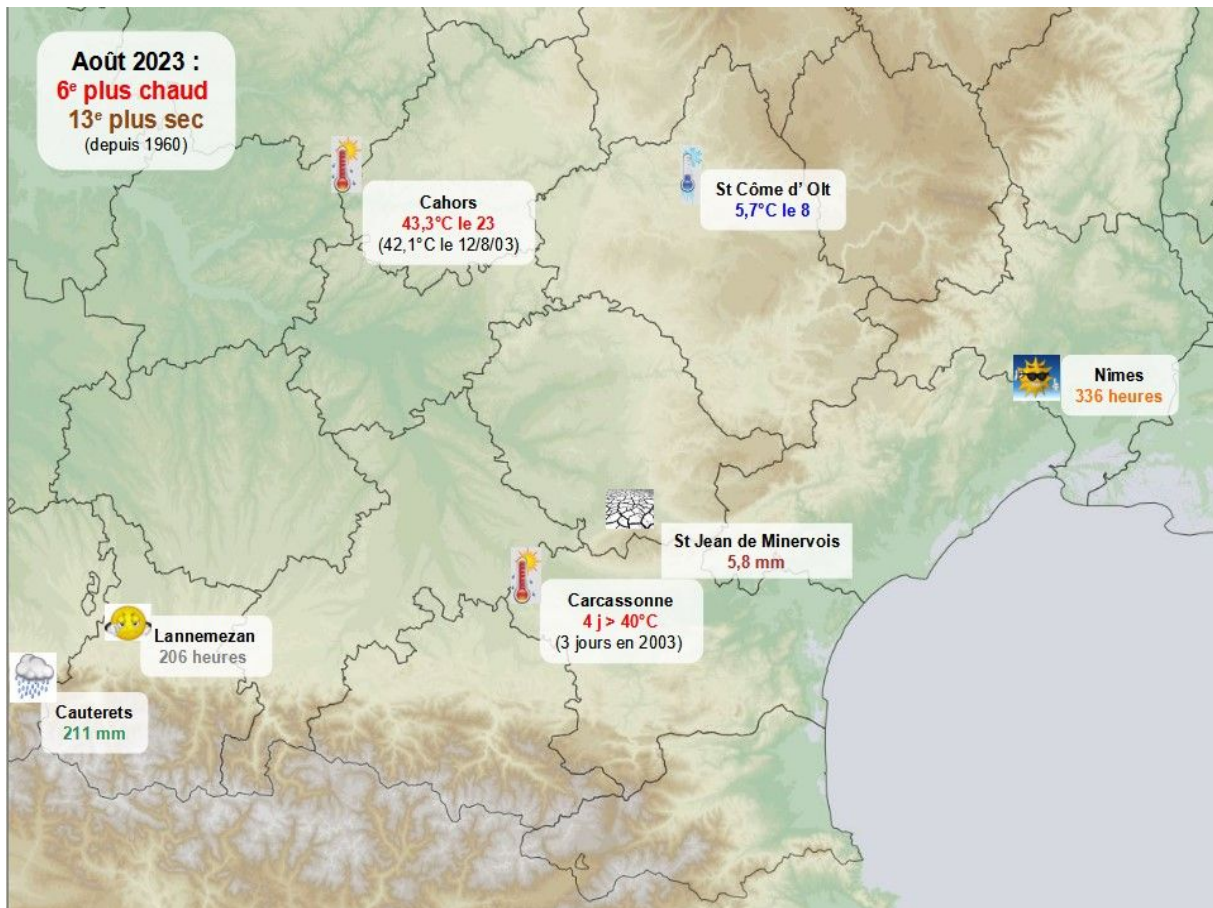 Août 2023 :
6e plus chaud
13e plus sec
(depuis 1960)
Cahors
43,3°C le 23
(42,1°C le 12/8/03)
St Côme d' Olt
5,7°C le 8
Nîmes
336 heures
St Jean de Minervois
5,8 mm
Carcassonne
4 j > 40°C
(3 jours en 2003)
Lannemezan
206 heures
Cauterets
211 mm